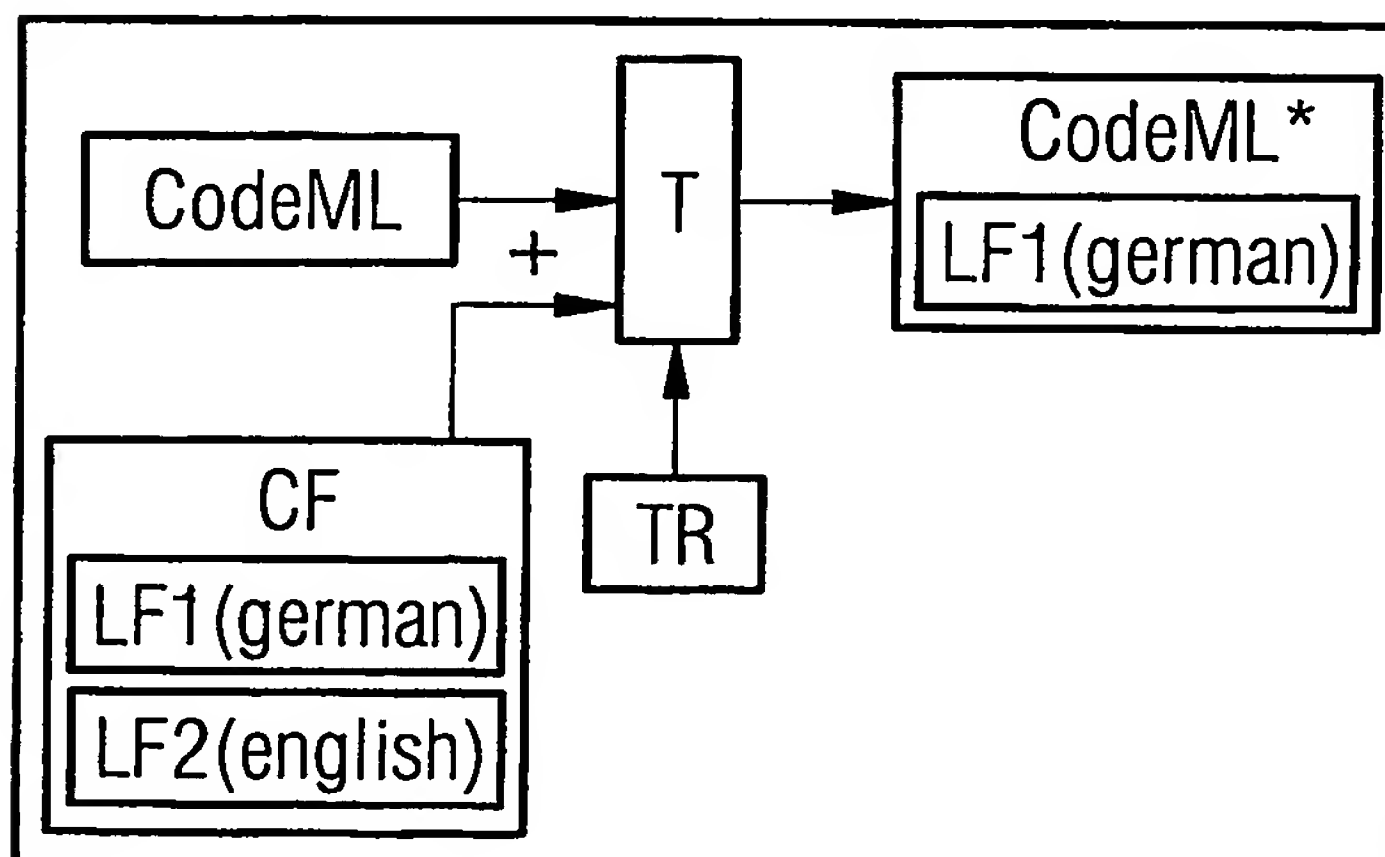 CodeML
+
T
CodeML*
LF1(german)
CF
LF1(german)
LF2(english)
TR